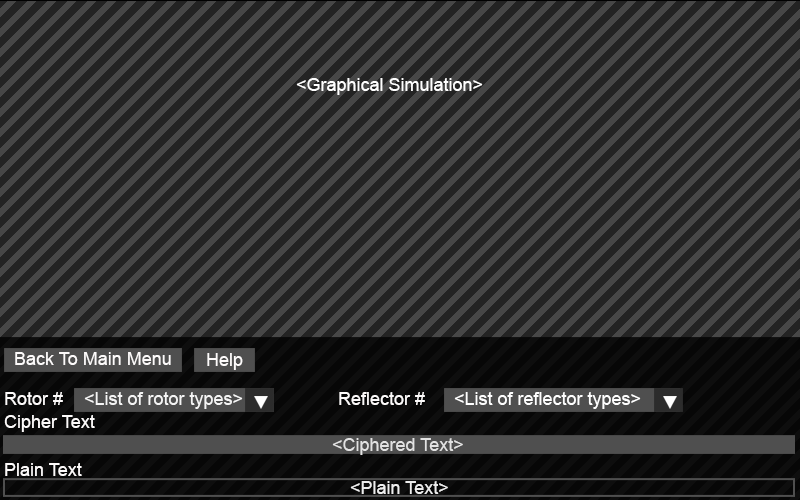 <Graphical Simulation>
Back To Main Menu Help
Rotor # <List of rotor types> Reflector # <List of reflector types>
Cipher Text
<Ciphered Text>
Plain Text
<Plain Text>